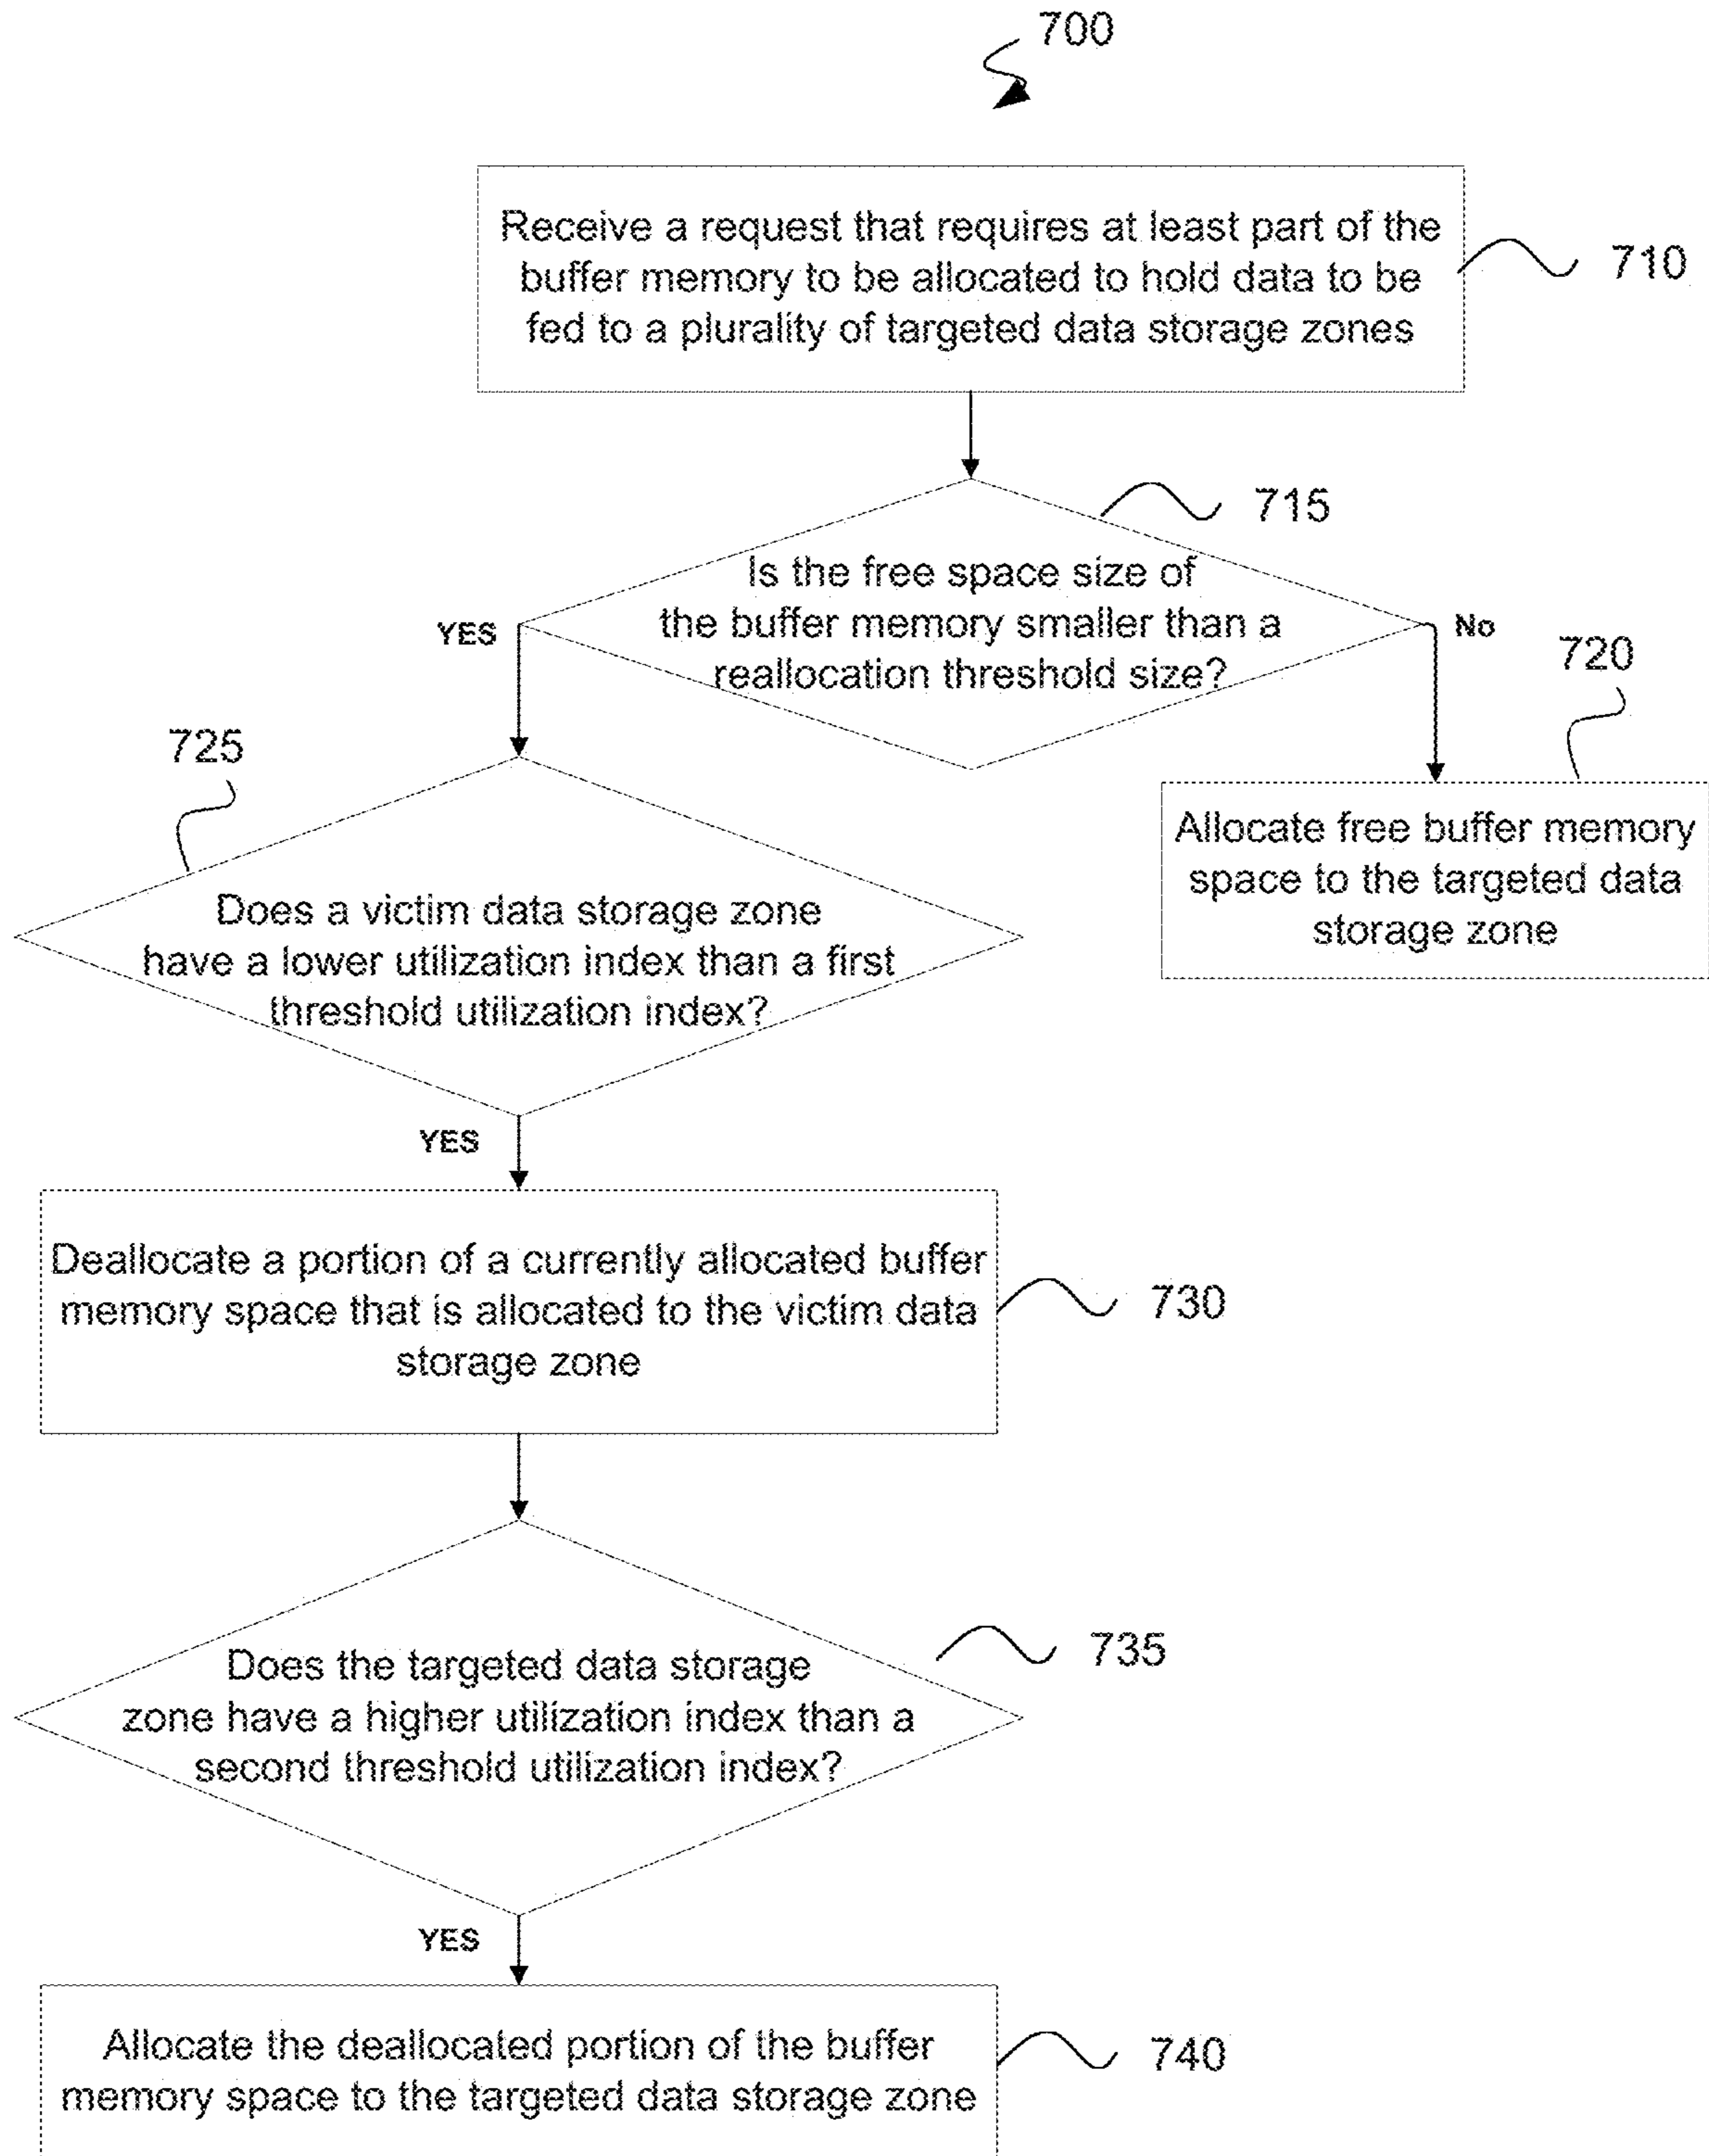 700
Receive a request that requires at least part of the
buffer memory to be allocated to hold data to be
fed to a plurality of targeted data storage zones
710
715
Is the free space size of
the buffer memory smaller than a
reallocation threshold size?
YES
No
720
Allocate free buffer memory
space to the targeted data
storage zone
725
Does a victim data storage zone
have a lower utilization index than a first
threshold utilization index?
YES
Deallocate a portion of a currently allocated buffer
memory space that is allocated to the victim data
storage zone
730
Does the targeted data storage
zone have a higher utilization index than a
second threshold utilization index?
735
YES
Allocate the deallocated portion of the buffer
memory space to the targeted data storage zone
740